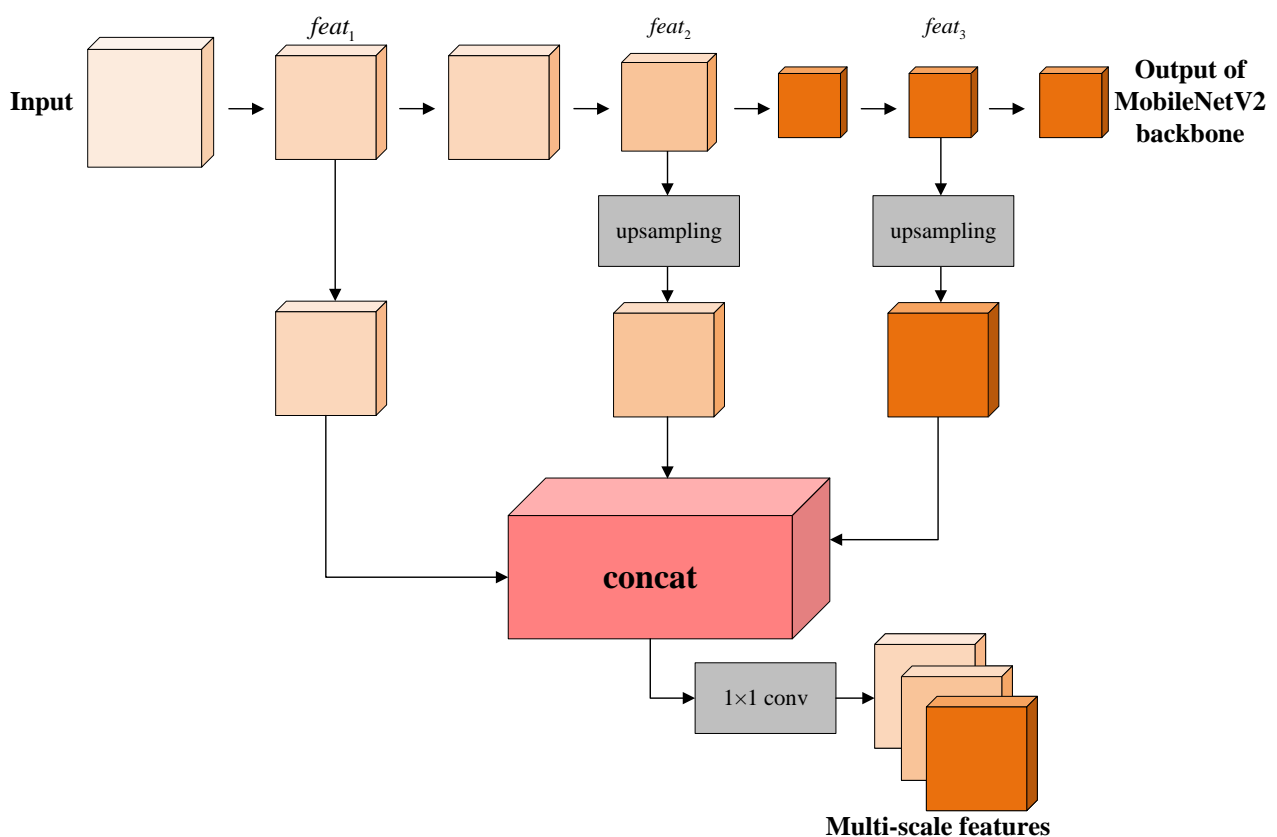 feat₁
feat₂
feat₃
Input
Output of
MobileNetV2
backbone
upsampling
upsampling
concat
1×1 conv
Multi-scale features